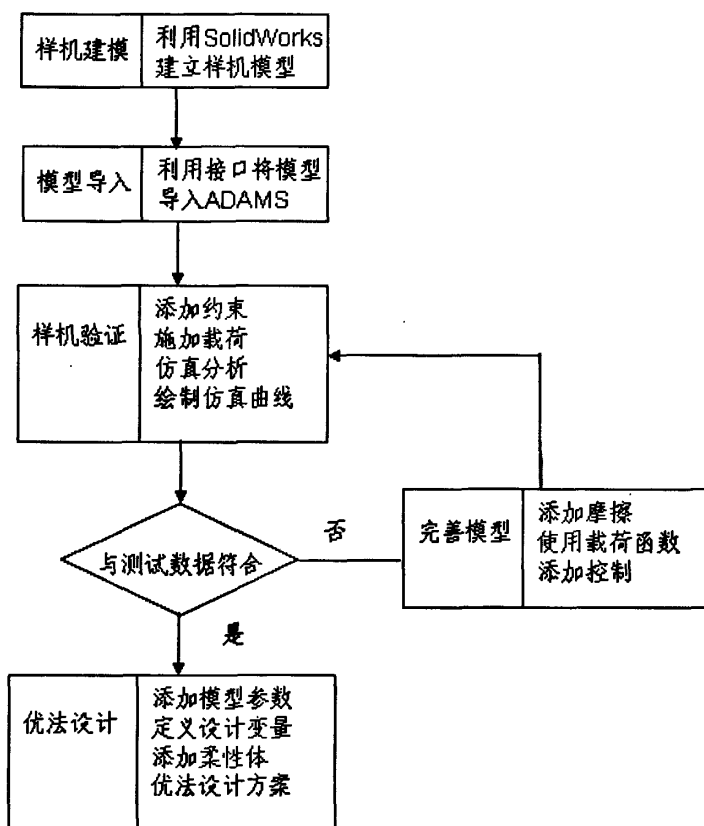 样机建模
利用SolidWorks
建立样机模型
模型导入
利用接口将模型
导入ADAMS
样机验证
添加约束
施加载荷
仿真分析
绘制仿真曲线
与测试数据符合
否
完善模型
添加摩擦
使用载荷函数
添加控制
是
优法设计
添加模型参数
定义设计变量
添加柔性体
优法设计方案